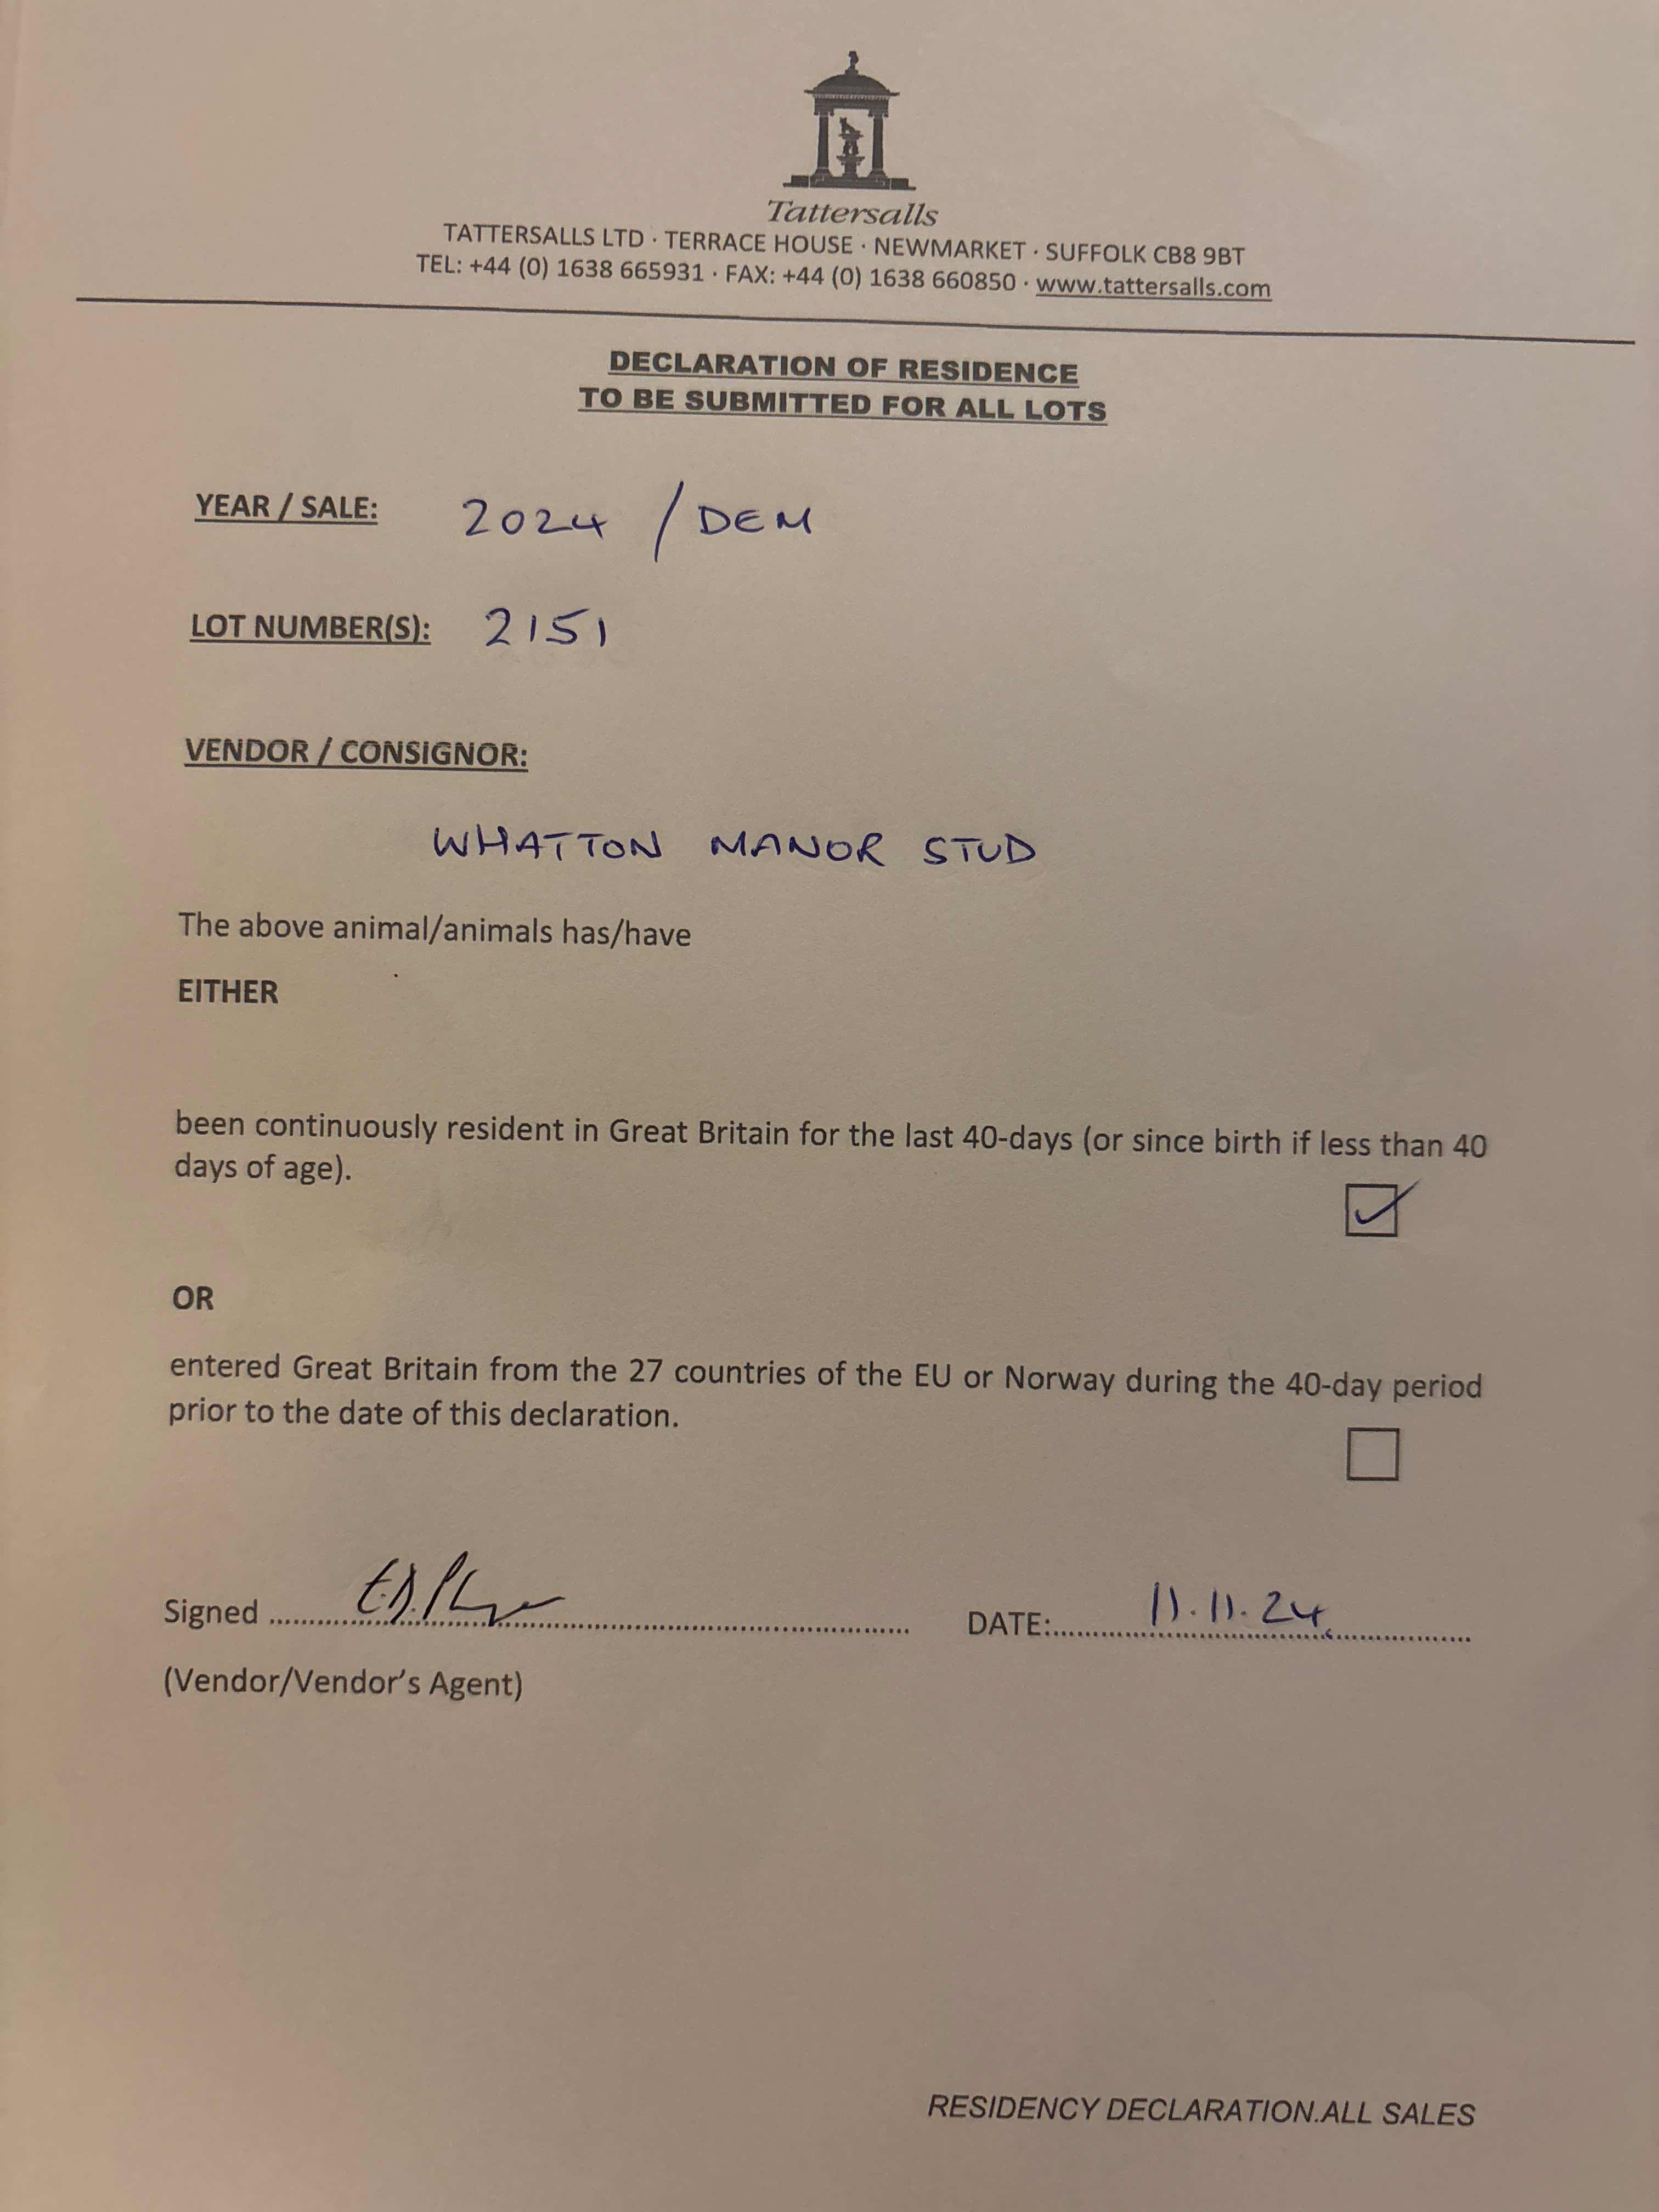 Tattersalls
TATTERSALLS LTD · TERRACE HOUSE · NEWMARKET · SUFFOLK CB8 9BT
TEL: +44 (0) 1638 665931 · FAX: +44 (0) 1638 660850 · www.tattersalls.com
DECLARATION OF RESIDENCE
TO BE SUBMITTED FOR ALL LOTS
YEAR / SALE: 2024 / DEM
LOT NUMBER(S): 2151
VENDOR / CONSIGNOR:
WHATTON MANOR STUD
The above animal/animals has/have
EITHER
been continuously resident in Great Britain for the last 40-days (or since birth if less than 40
days of age).
OR
entered Great Britain from the 27 countries of the EU or Norway during the 40-day period
prior to the date of this declaration.
Signed DATE: 11.11.24
(Vendor/Vendor's Agent)
RESIDENCY DECLARATION.ALL SALES